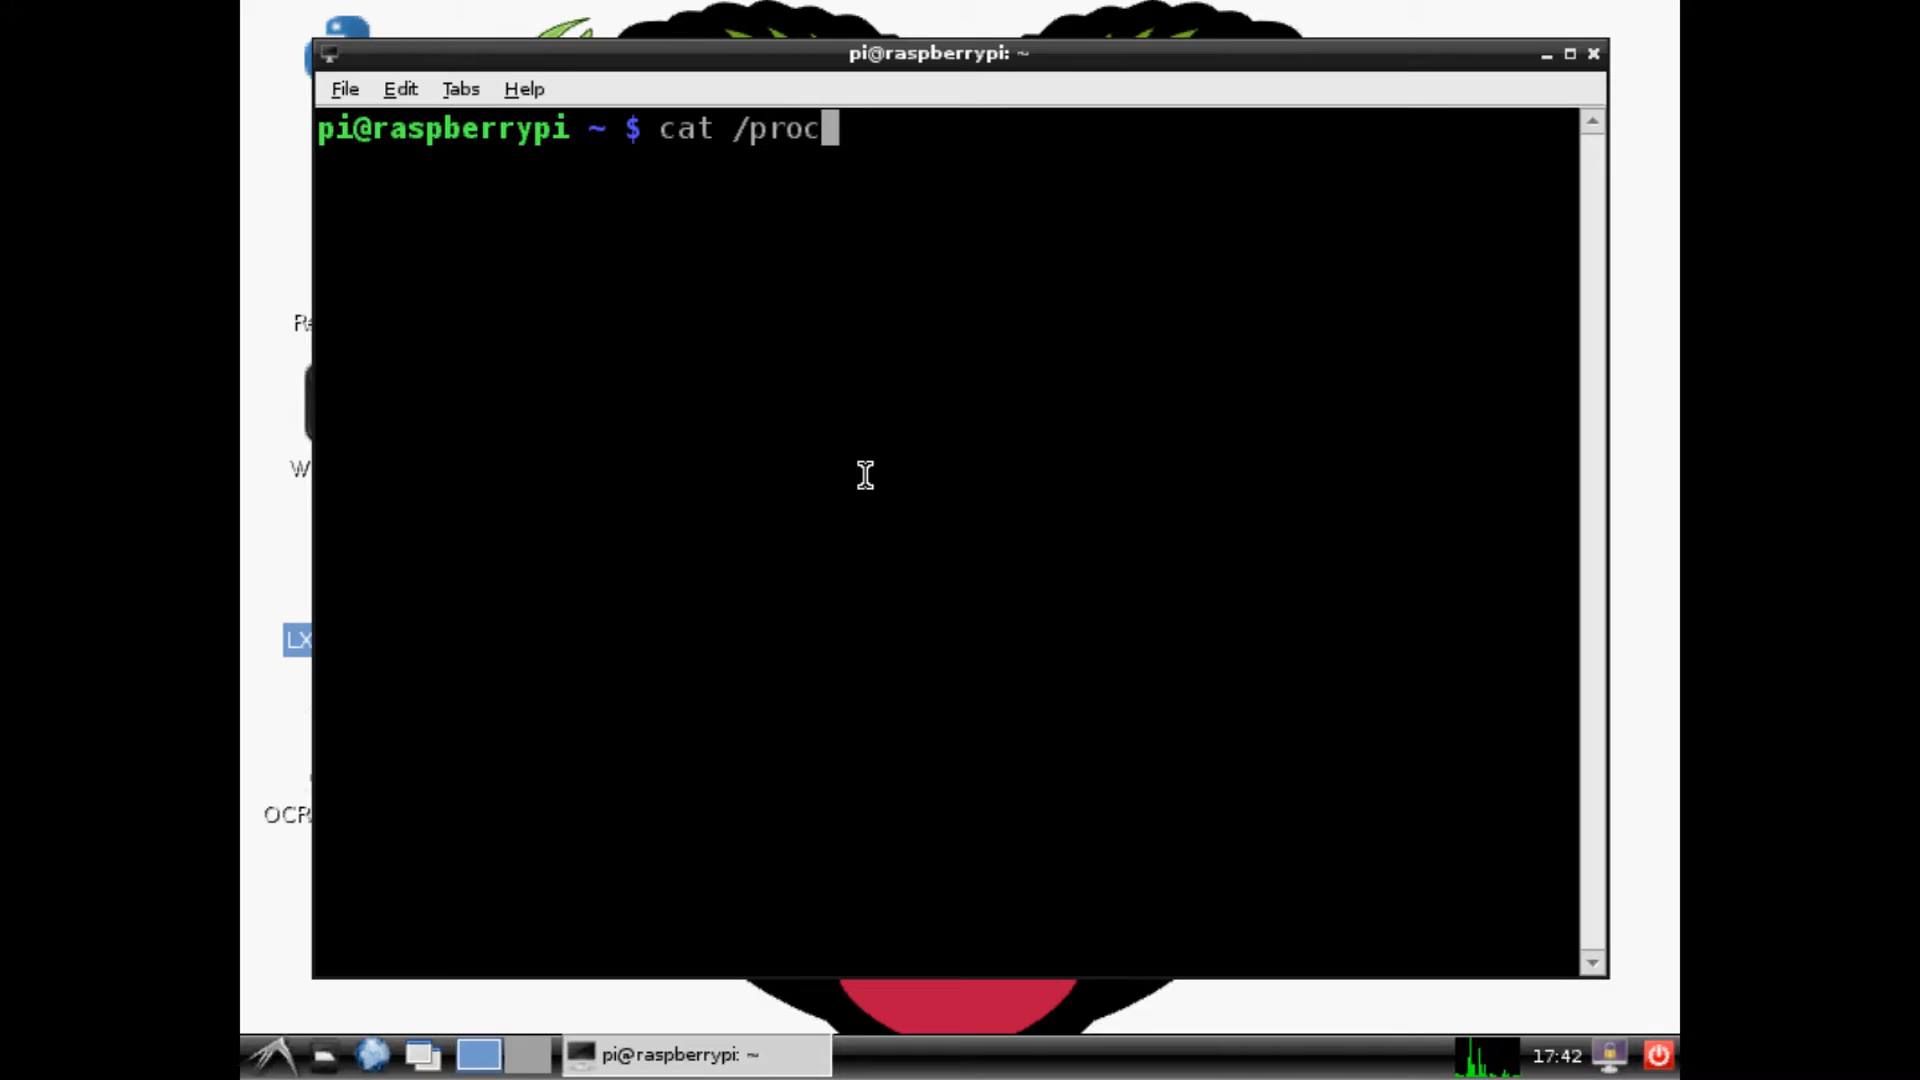 pi@raspberrypi: ~
File Edit Tabs Help
pi@raspberrypi ~ $ cat /proc
W
LX
OCR
pi@raspberrypi: ~
17:42